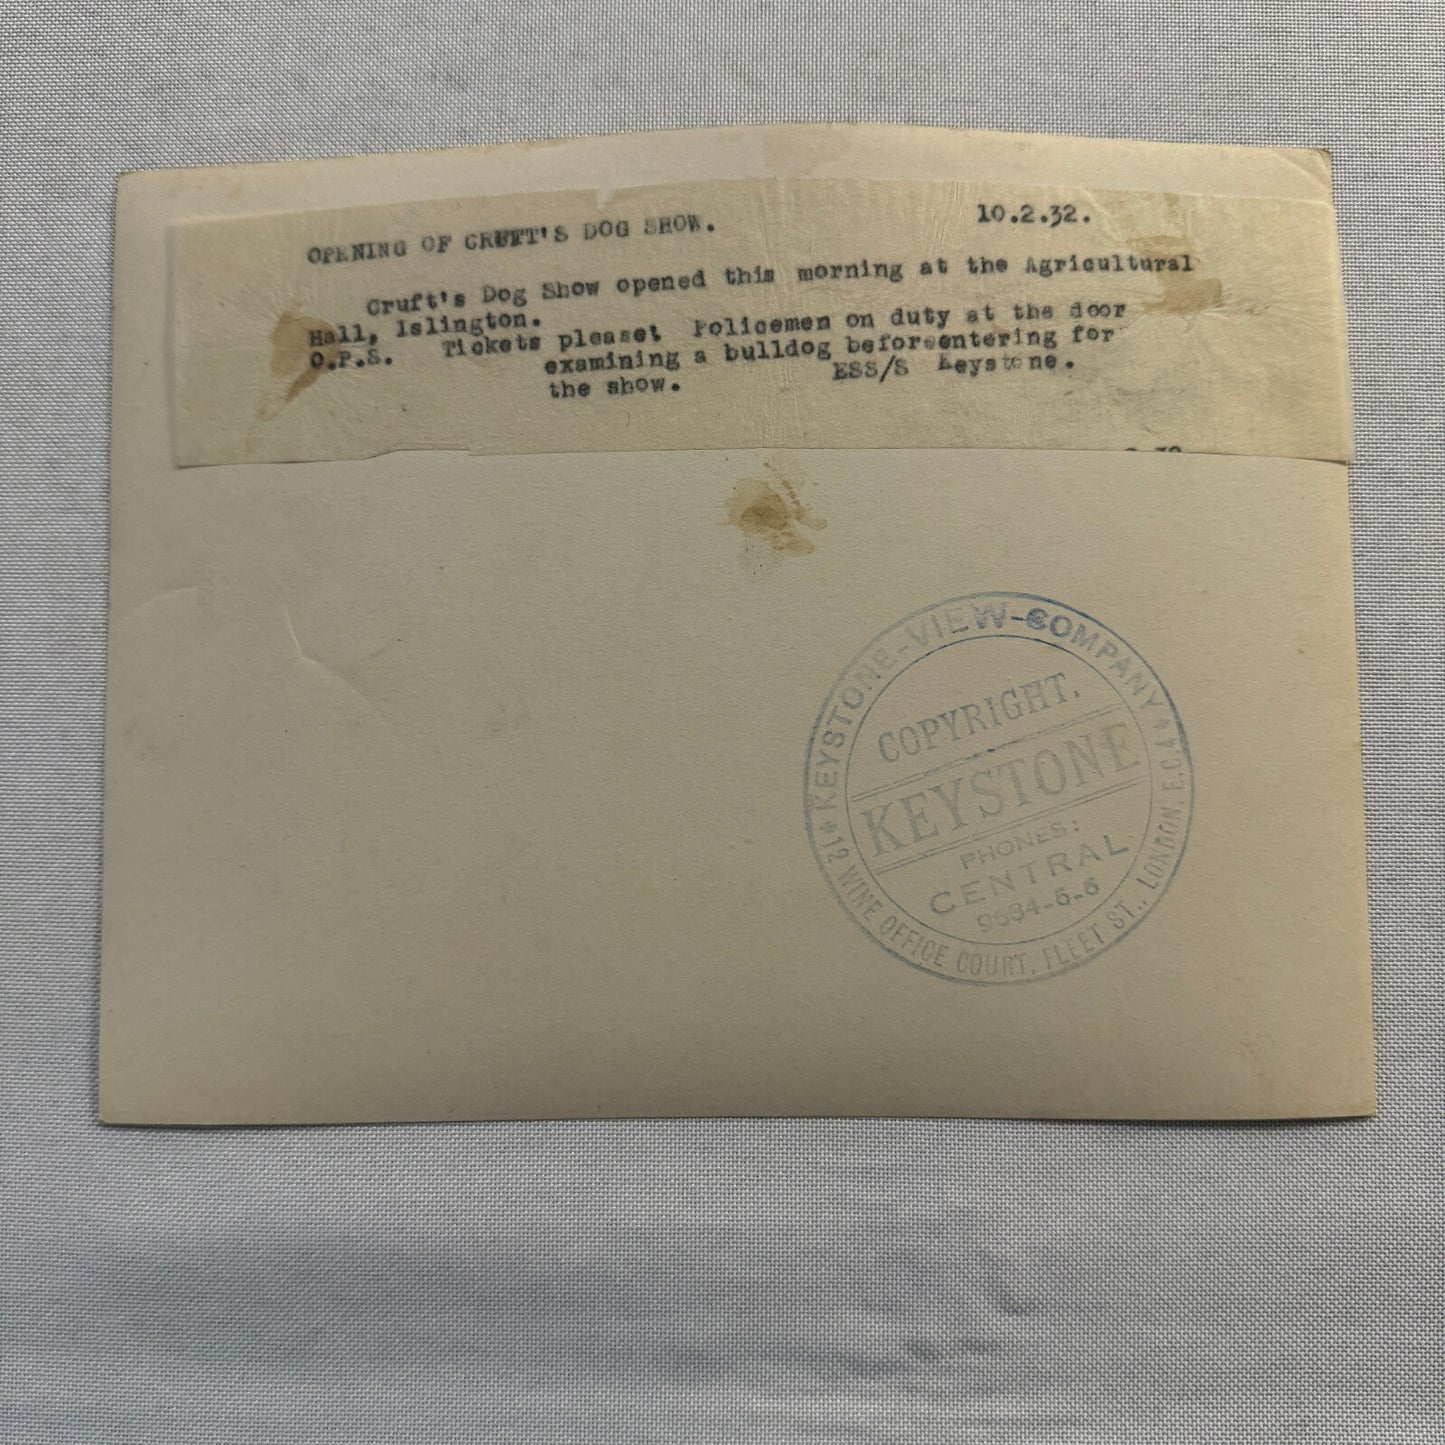 OPENING OF CRUFT'S DOG SHOW. 10.2.32.
Cruft's Dog Show opened this morning at the Agricultural
Hall, Islington.
O.P.S. Tickets please! Policemen on duty at the door
examining a bulldog beforeentering for
the show. ESS/S Keystone.
KEYSTONE-VIEW-COMPANY
COPYRIGHT.
KEYSTONE
PHONES:
CENTRAL
9684-5-6
12 WINE OFFICE COURT, FLEET ST., LONDON, E.C.4